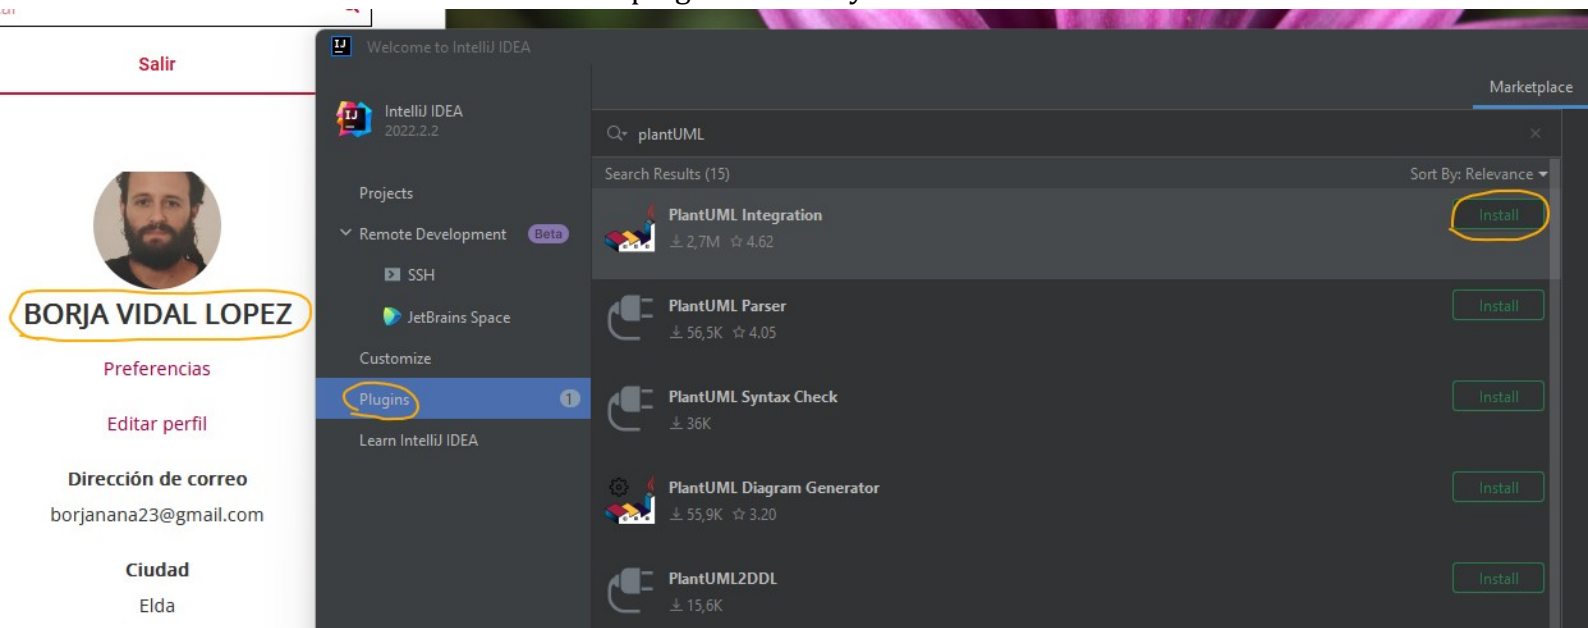 Salir
BORJA VIDAL LOPEZ
Preferencias
Editar perfil
Dirección de correo
borjanana23@gmail.com
Ciudad
Elda
Welcome to IntelliJ IDEA
IntelliJ IDEA
2022.2.2
Projects
Remote Development Beta
SSH
JetBrains Space
Customize
Plugins 1
Learn IntelliJ IDEA
Marketplace
plantUML
Search Results (15) Sort By: Relevance
PlantUML Integration Install
2,7M 4.62
PlantUML Parser Install
56,5K 4.05
PlantUML Syntax Check Install
36K
PlantUML Diagram Generator Install
55,9K 3.20
PlantUML2DDL Install
15,6K